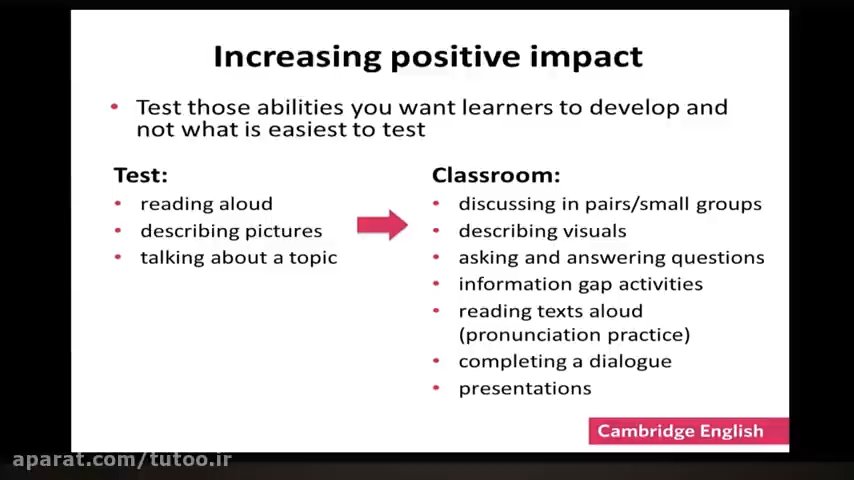 Increasing positive impact
• Test those abilities you want learners to develop and
not what is easiest to test
Test:
• reading aloud
• describing pictures
• talking about a topic
Classroom:
• discussing in pairs/small groups
• describing visuals
• asking and answering questions
• information gap activities
• reading texts aloud
(pronunciation practice)
• completing a dialogue
• presentations
Cambridge English
aparat.com/tutoo.ir